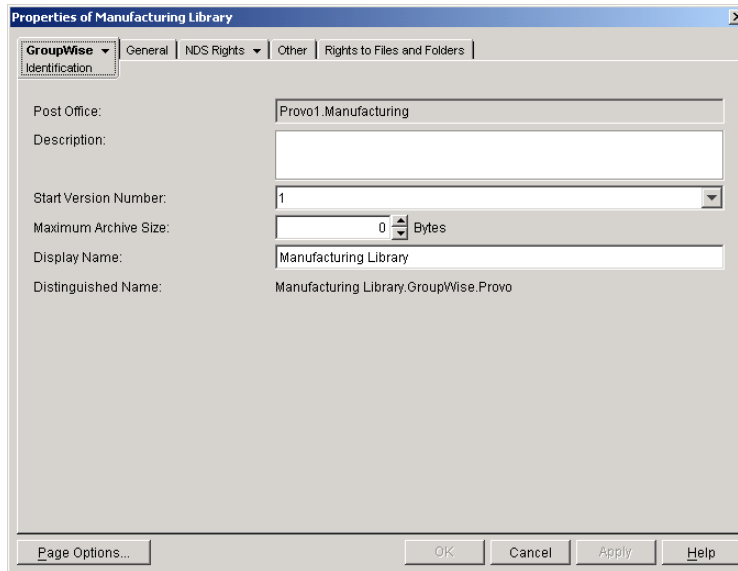 Properties of Manufacturing Library
GroupWise General NDS Rights Other Rights to Files and Folders
Identification
Post Office: Provo1.Manufacturing
Description:
Start Version Number: 1
Maximum Archive Size: 0 Bytes
Display Name: Manufacturing Library
Distinguished Name: Manufacturing Library.GroupWise.Provo
Page Options... OK Cancel Apply Help